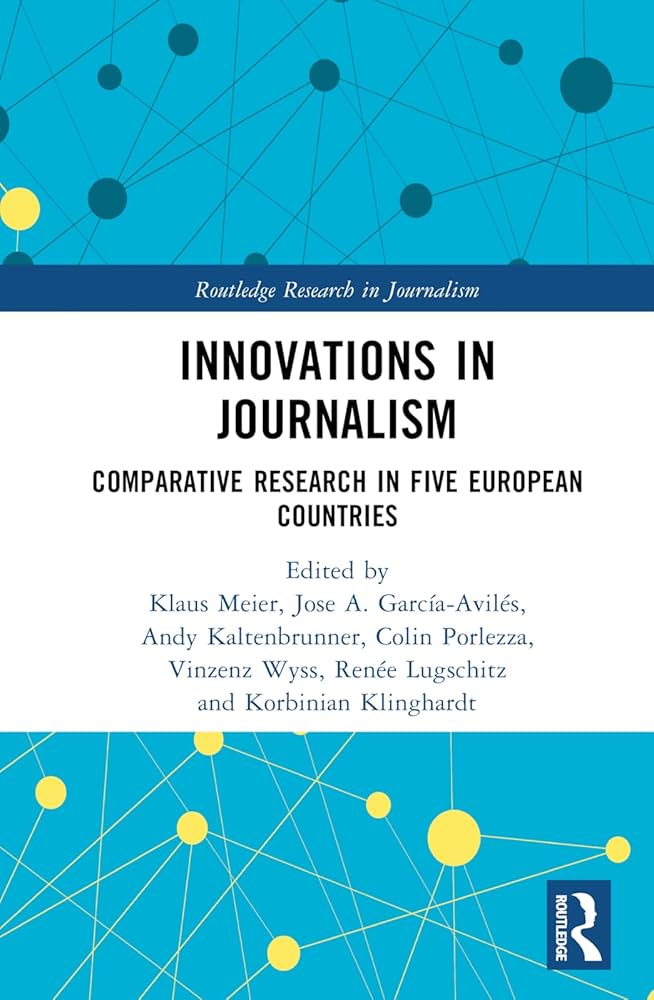 Routledge Research in Journalism
INNOVATIONS IN
JOURNALISM
COMPARATIVE RESEARCH IN FIVE EUROPEAN
COUNTRIES
Edited by
Klaus Meier, Jose A. García-Avilés,
Andy Kaltenbrunner, Colin Porlezza,
Vinzenz Wyss, Renée Lugschitz
and Korbinian Klinghardt
ROUTLEDGE